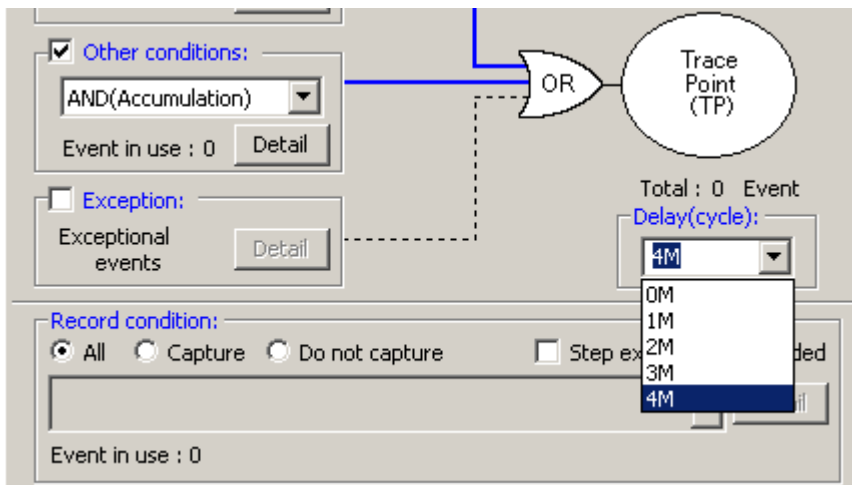 Other conditions:
AND(Accumulation)
Event in use : 0 Detail
Exception:
Exceptional
events
Detail
OR
Trace
Point
(TP)
Total : 0 Event
Delay(cycle):
4M
0M
1M
2M
3M
4M
Record condition:
All Capture Do not capture Step ex
Event in use : 0